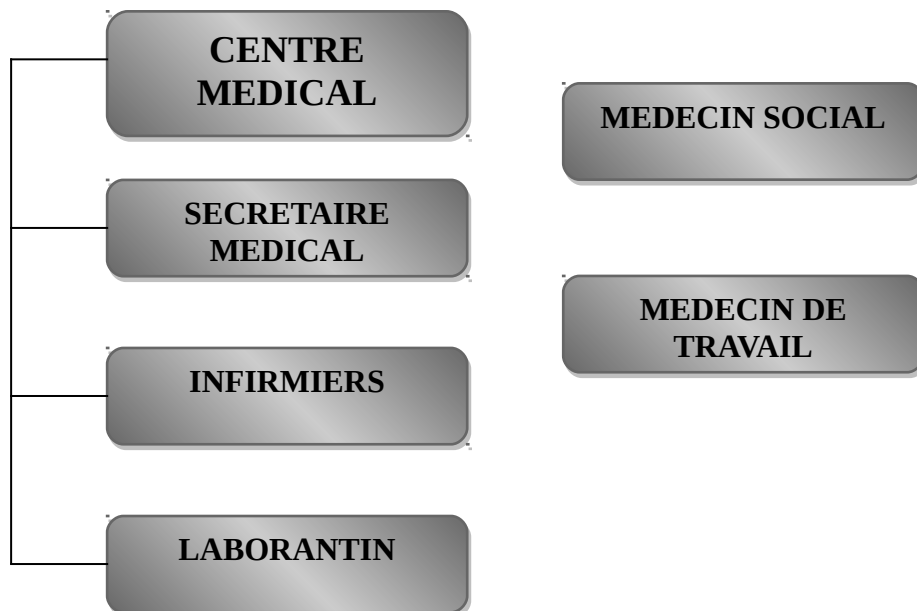 CENTRE
MEDICAL
SECRETAIRE
MEDICAL
INFIRMIERS
LABORANTIN
MEDECIN SOCIAL
MEDECIN DE
TRAVAIL